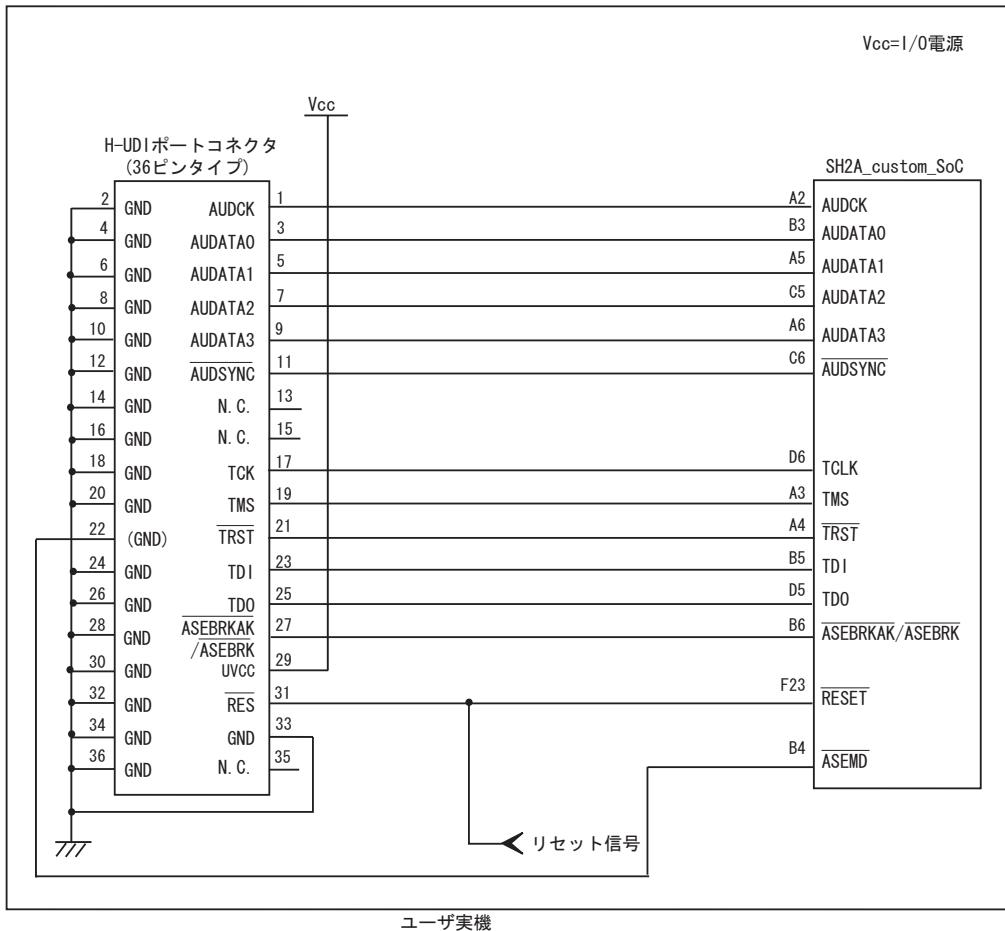 Vcc=I/O電源
Vcc
H-UDIポートコネクタ
(36ピンタイプ)
SH2A_custom_SoC
2 GND AUDCK 1 A2 AUDCK
4 GND AUDATA0 3 B3 AUDATA0
6 GND AUDATA1 5 A5 AUDATA1
8 GND AUDATA2 7 C5 AUDATA2
10 GND AUDATA3 9 A6 AUDATA3
12 GND AUDSYNC 11 C6 AUDSYNC
14 GND N.C. 13
16 GND N.C. 15
18 GND TCK 17 D6 TCLK
20 GND TMS 19 A3 TMS
22 (GND) TRST 21 A4 TRST
24 GND TDI 23 B5 TDI
26 GND TDO 25 D5 TDO
28 GND ASEBRKAK 27 B6 ASEBRKAK/ASEBRK
/ASEBRK
30 GND UVCC 29
32 GND RES 31 F23 RESET
34 GND GND 33
36 GND N.C. 35
B4 ASEMD
リセット信号
ユーザ実機